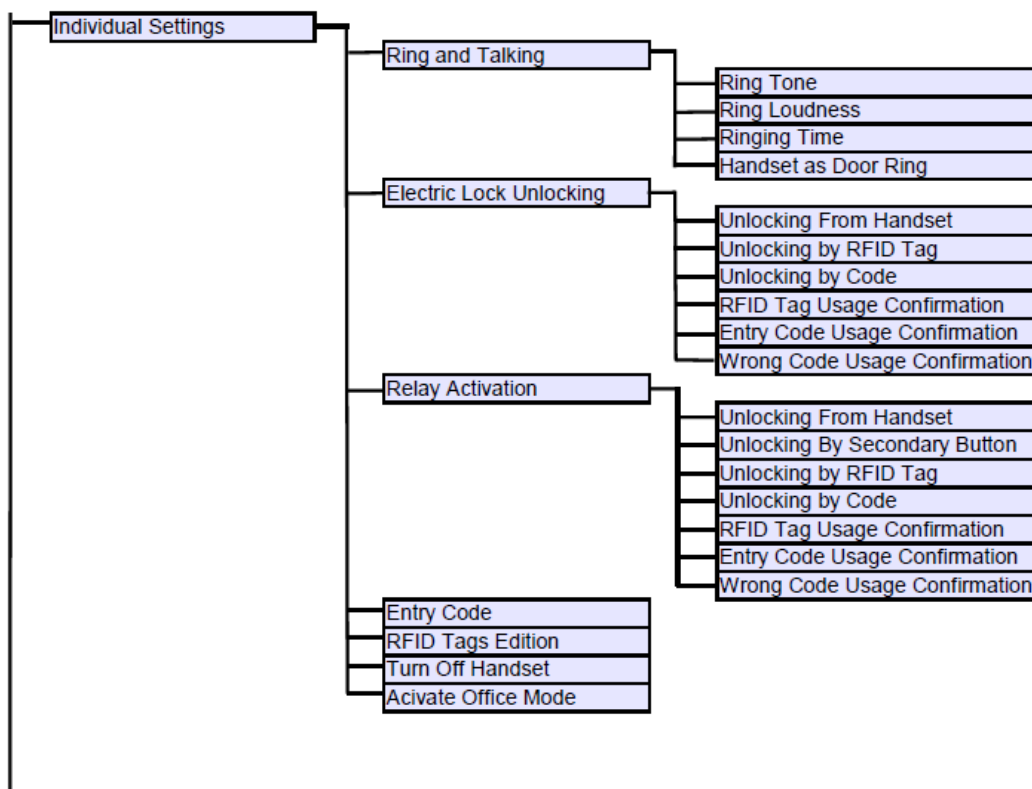 Individual Settings
Ring and Talking
Ring Tone
Ring Loudness
Ringing Time
Handset as Door Ring
Electric Lock Unlocking
Unlocking From Handset
Unlocking by RFID Tag
Unlocking by Code
RFID Tag Usage Confirmation
Entry Code Usage Confirmation
Wrong Code Usage Confirmation
Relay Activation
Unlocking From Handset
Unlocking By Secondary Button
Unlocking by RFID Tag
Unlocking by Code
RFID Tag Usage Confirmation
Entry Code Usage Confirmation
Wrong Code Usage Confirmation
Entry Code
RFID Tags Edition
Turn Off Handset
Acivate Office Mode